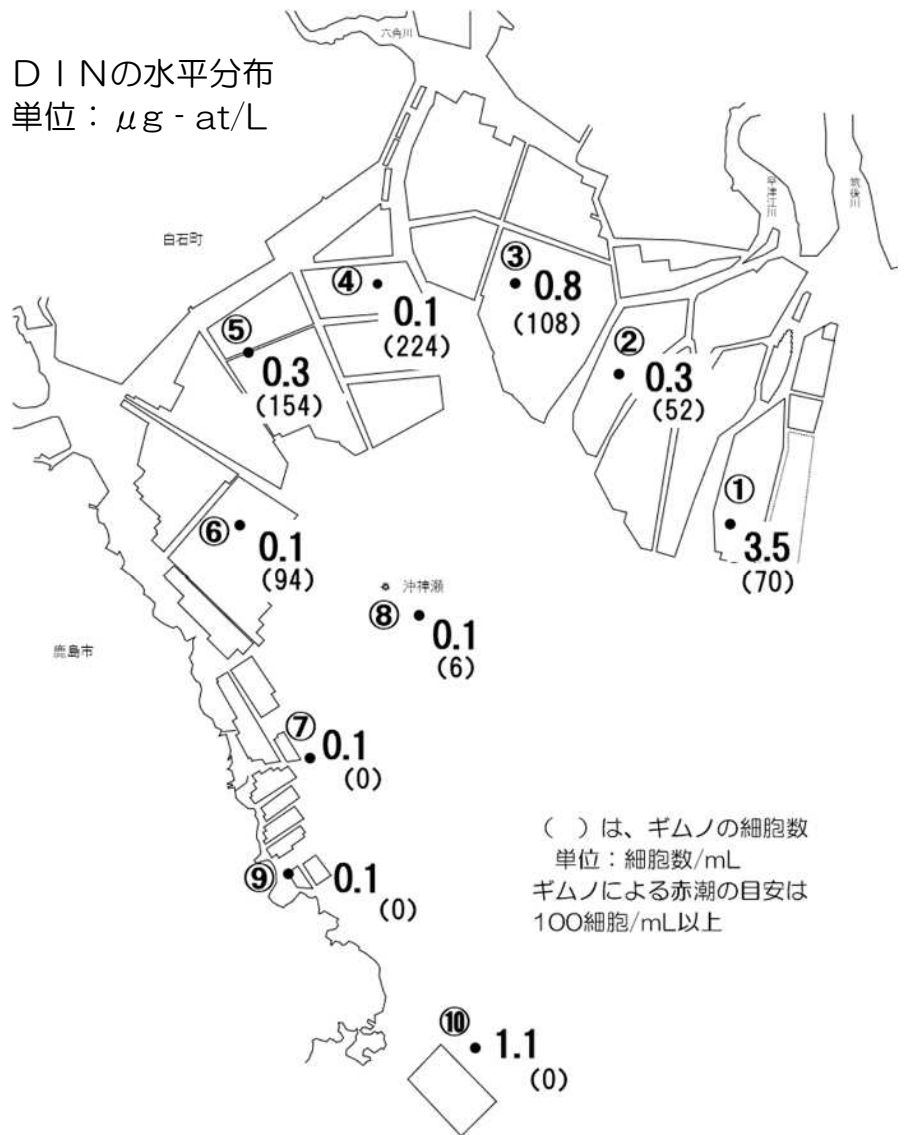 六角川
DINの水平分布
単位：μg‐at/L
早津江川
筑後川
白石町
③
0.8
(108)
④
0.1
(224)
⑤
0.3
(154)
②
0.3
(52)
①
3.5
(70)
⑥
0.1
(94)
沖神瀬
⑧
0.1
(6)
鹿島市
⑦
0.1
(0)
（　）は、ギムノの細胞数
単位：細胞数/mL
ギムノによる赤潮の目安は
100細胞/mL以上
⑨
0.1
(0)
⑩
1.1
(0)